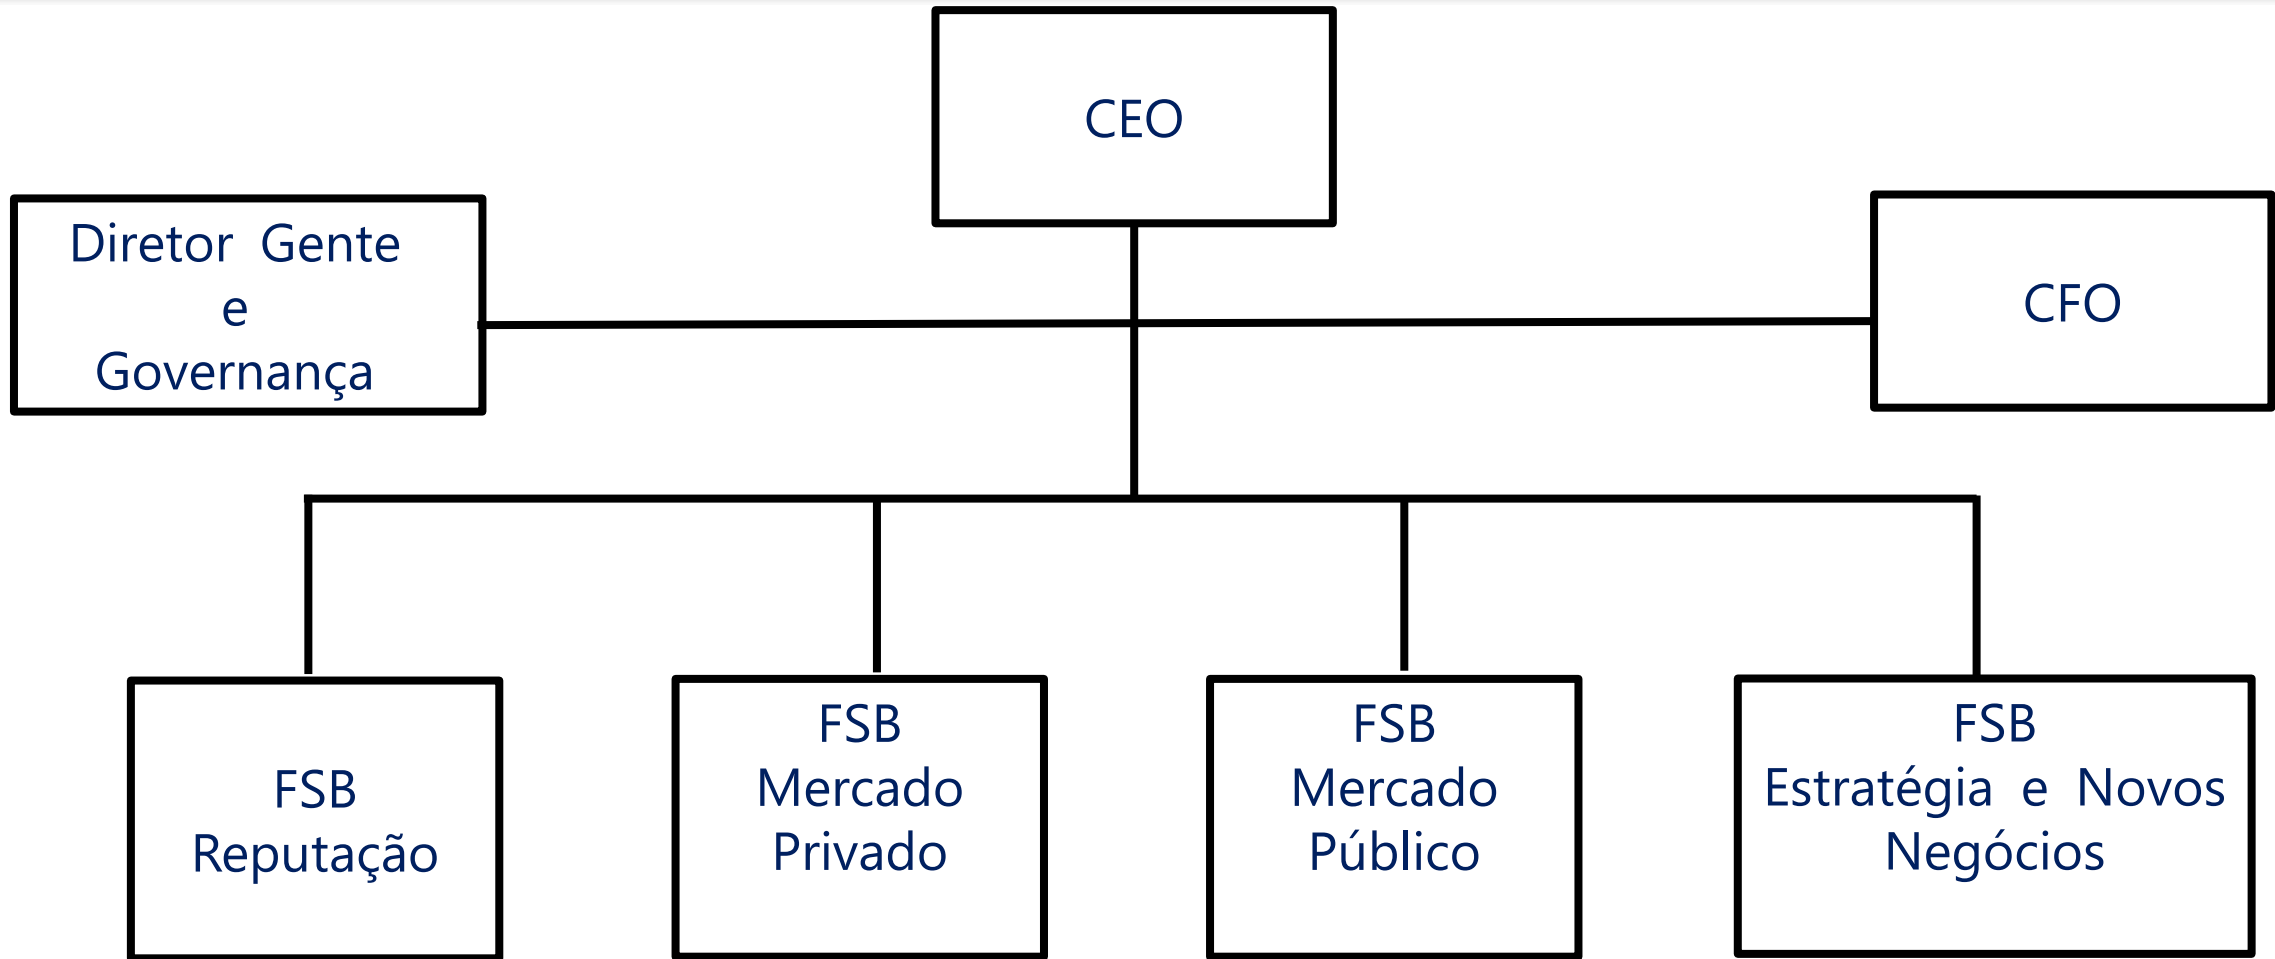 CEO
Diretor Gente
e
Governança
CFO
FSB
Reputação
FSB
Mercado
Privado
FSB
Mercado
Público
FSB
Estratégia e Novos
Negócios